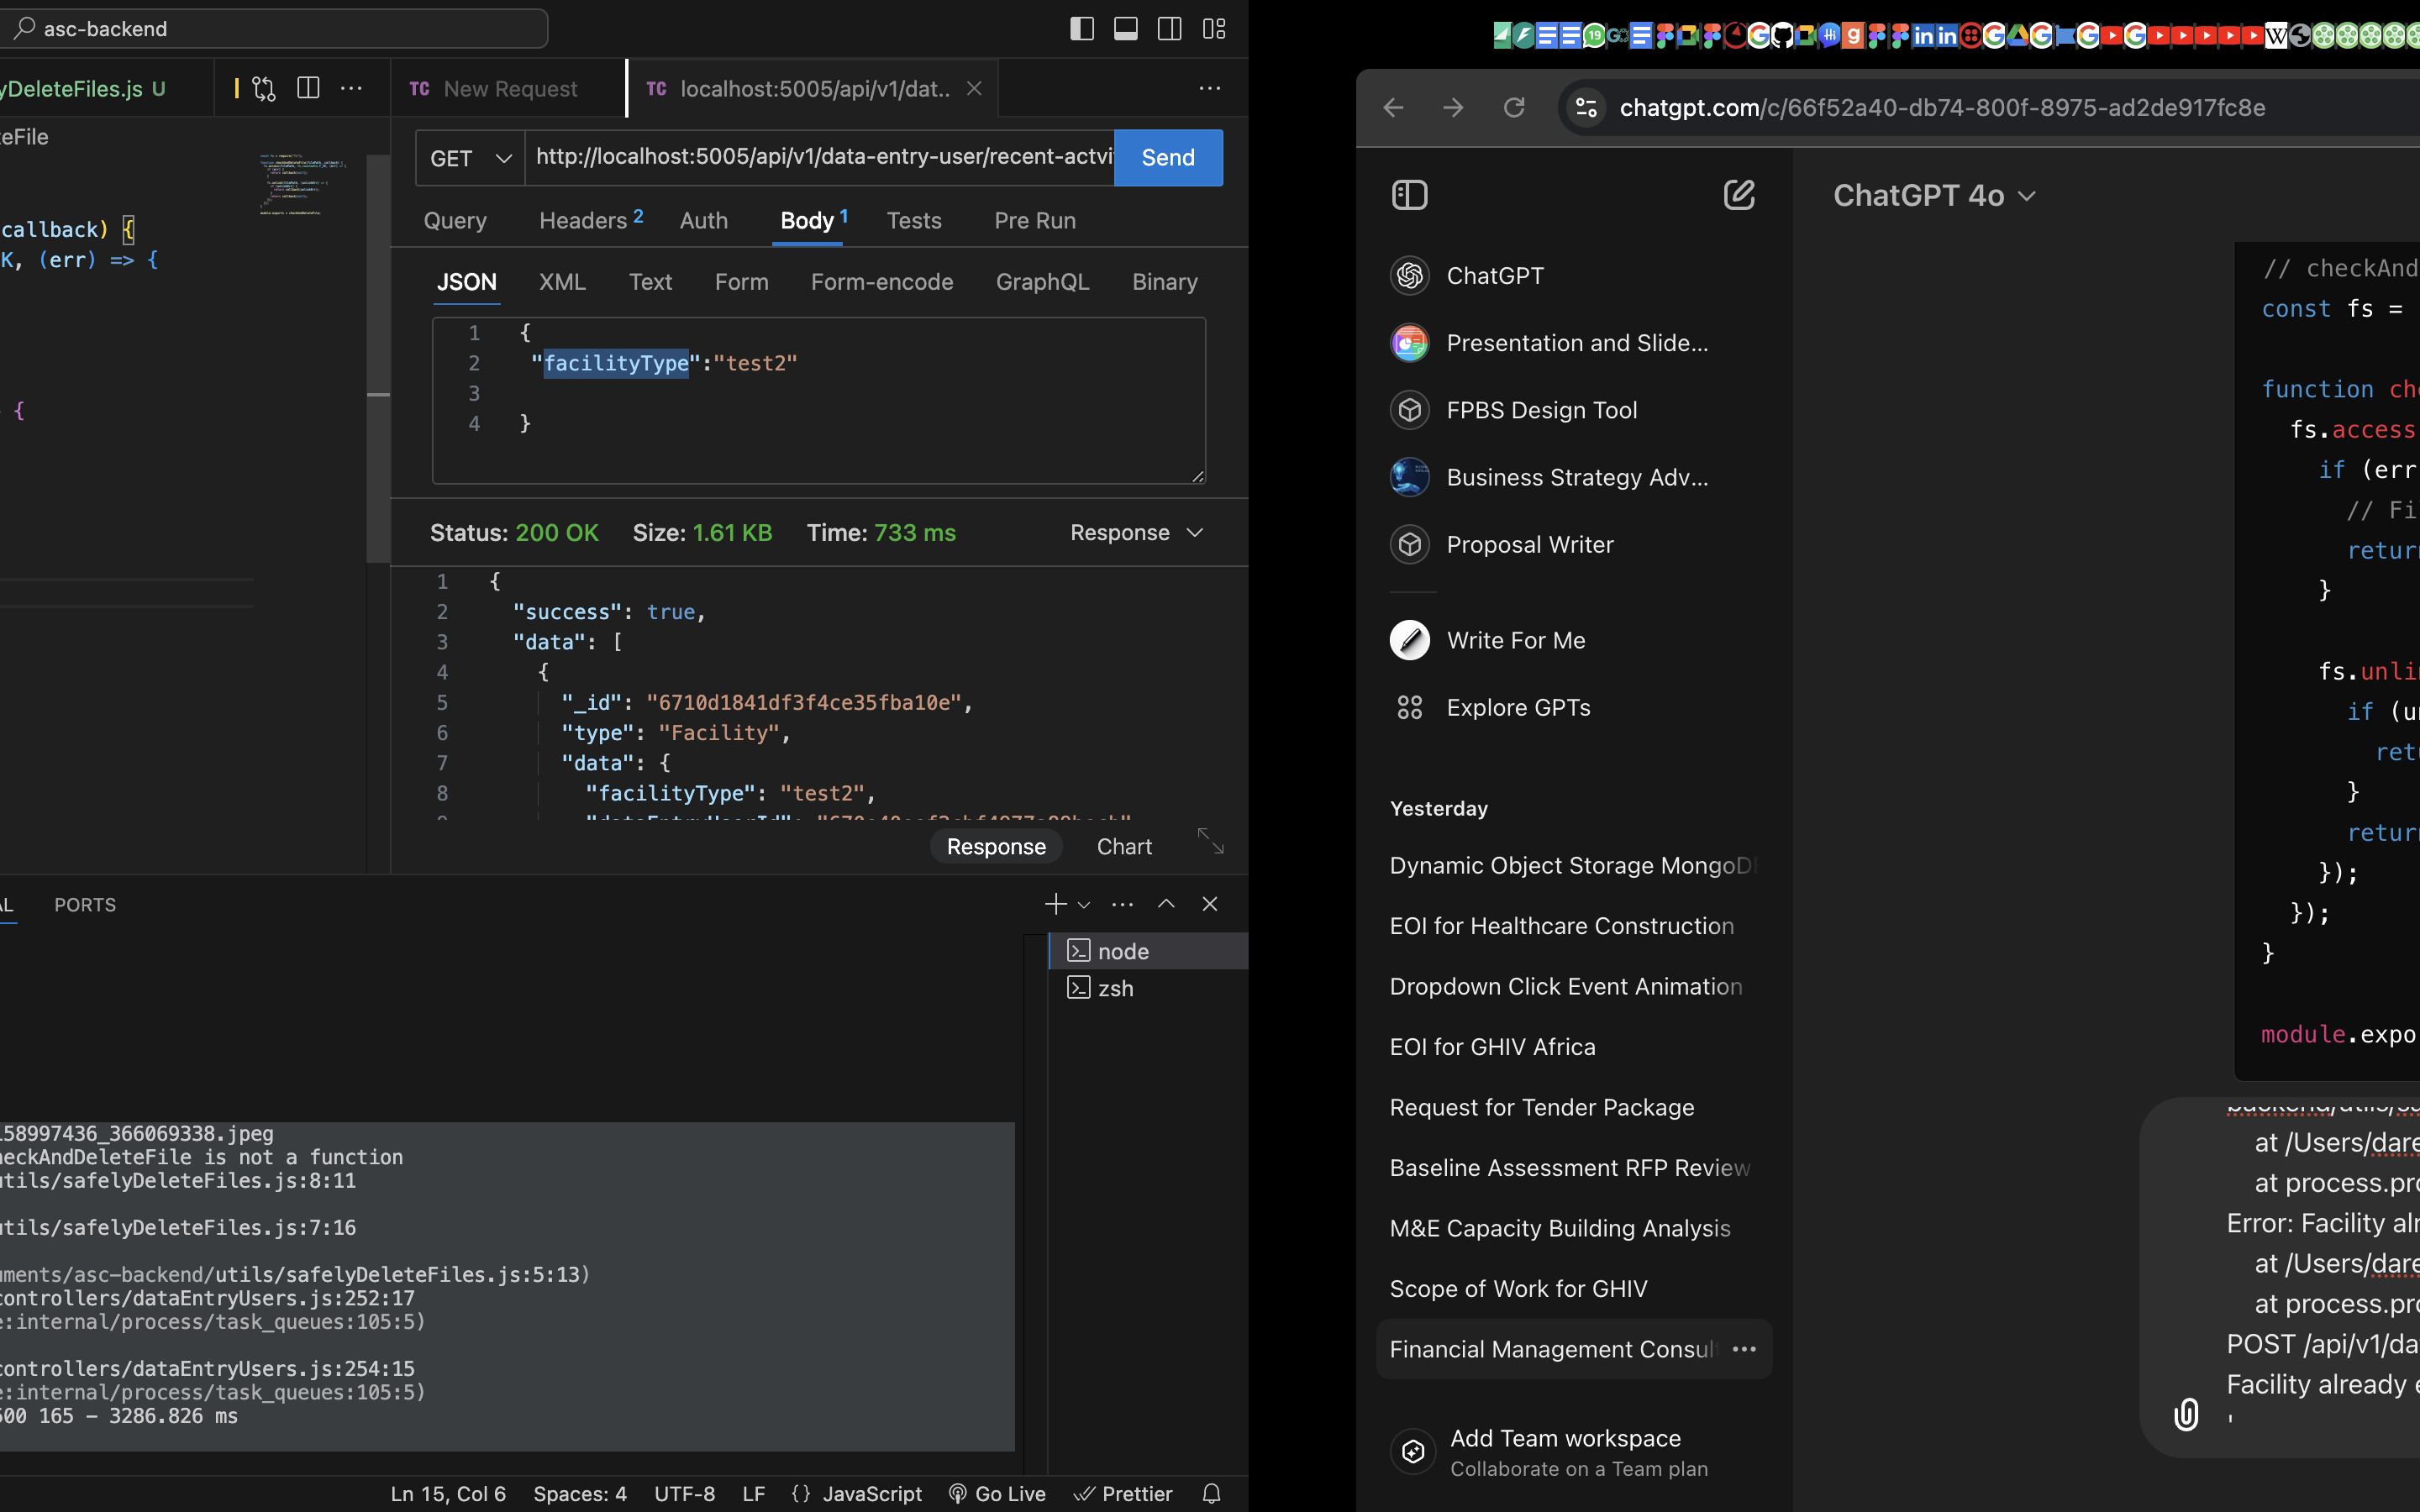 asc-backend
yDeleteFiles.js U
TC New Request
TC localhost:5005/api/v1/dat..
eFile
callback) {
K, (err) => {
{
GET
http://localhost:5005/api/v1/data-entry-user/recent-actvi
Send
Query
Headers 2
Auth
Body 1
Tests
Pre Run
JSON
XML
Text
Form
Form-encode
GraphQL
Binary
1 {
2 "facilityType":"test2"
3
4 }
Status: 200 OK
Size: 1.61 KB
Time: 733 ms
Response
1 {
2 "success": true,
3 "data": [
4 {
5 "_id": "6710d1841df3f4ce35fba10e",
6 "type": "Facility",
7 "data": {
8 "facilityType": "test2",
Response
Chart
AL
PORTS
node
zsh
158997436_366069338.jpeg
eckAndDeleteFile is not a function
utils/safelyDeleteFiles.js:8:11
utils/safelyDeleteFiles.js:7:16
uments/asc-backend/utils/safelyDeleteFiles.js:5:13)
controllers/dataEntryUsers.js:252:17
e:internal/process/task_queues:105:5)
controllers/dataEntryUsers.js:254:15
e:internal/process/task_queues:105:5)
500 165 - 3286.826 ms
Ln 15, Col 6
Spaces: 4
UTF-8
LF
{} JavaScript
Go Live
Prettier
chatgpt.com/c/66f52a40-db74-800f-8975-ad2de917fc8e
ChatGPT 4o
ChatGPT
Presentation and Slide...
FPBS Design Tool
Business Strategy Adv...
Proposal Writer
Write For Me
Explore GPTs
Yesterday
Dynamic Object Storage MongoD
EOI for Healthcare Construction
Dropdown Click Event Animation
EOI for GHIV Africa
Request for Tender Package
Baseline Assessment RFP Review
M&E Capacity Building Analysis
Scope of Work for GHIV
Financial Management Consul
Add Team workspace
Collaborate on a Team plan
// checkAnd
const fs =
function che
fs.access
if (err
// Fi
return
}
fs.unlin
if (un
retu
}
return
});
});
}
module.expo
at /Users/dare
at process.pro
Error: Facility alr
at /Users/dare
at process.pro
POST /api/v1/da
Facility already e
'